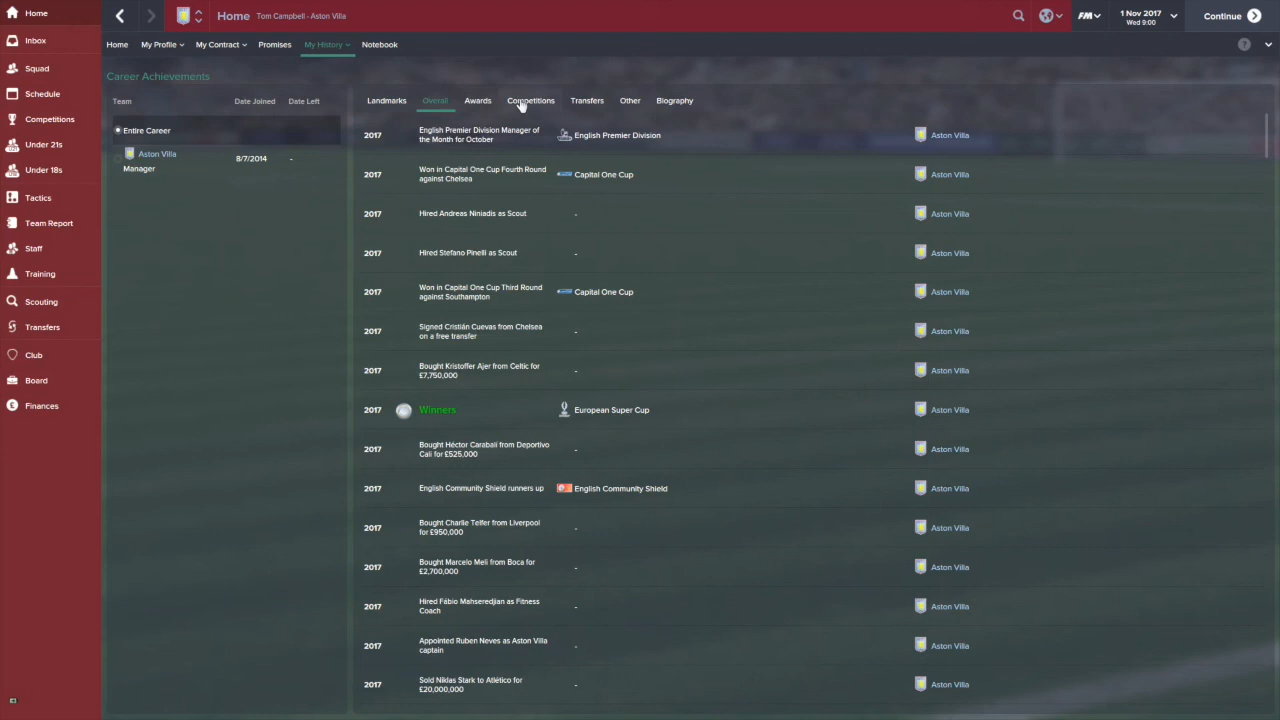 Home
Inbox
Squad
Schedule
Competitions
Under 21s
Under 18s
Tactics
Team Report
Staff
Training
Scouting
Transfers
Club
Board
Finances
Home Tom Campbell - Aston Villa
FM
1 Nov 2017
Wed 9:00
Continue
Home My Profile My Contract Promises My History Notebook
?
Career Achievements
Team Date Joined Date Left
Entire Career
Aston Villa 8/7/2014 -
Manager
Landmarks Overall Awards Competitions Transfers Other Biography
2017 English Premier Division Manager of the Month for October English Premier Division Aston Villa
2017 Won in Capital One Cup Fourth Round against Chelsea Capital One Cup Aston Villa
2017 Hired Andreas Niniadis as Scout - Aston Villa
2017 Hired Stefano Pinelli as Scout - Aston Villa
2017 Won in Capital One Cup Third Round against Southampton Capital One Cup Aston Villa
2017 Signed Cristián Cuevas from Chelsea on a free transfer - Aston Villa
2017 Bought Kristoffer Ajer from Celtic for £7,750,000 - Aston Villa
2017 Winners European Super Cup Aston Villa
2017 Bought Héctor Carabalí from Deportivo Cali for £525,000 - Aston Villa
2017 English Community Shield runners up English Community Shield Aston Villa
2017 Bought Charlie Telfer from Liverpool for £950,000 - Aston Villa
2017 Bought Marcelo Meli from Boca for £2,700,000 - Aston Villa
2017 Hired Fábio Mahseredjian as Fitness Coach - Aston Villa
2017 Appointed Ruben Neves as Aston Villa captain - Aston Villa
2017 Sold Niklas Stark to Atlético for £20,000,000 - Aston Villa